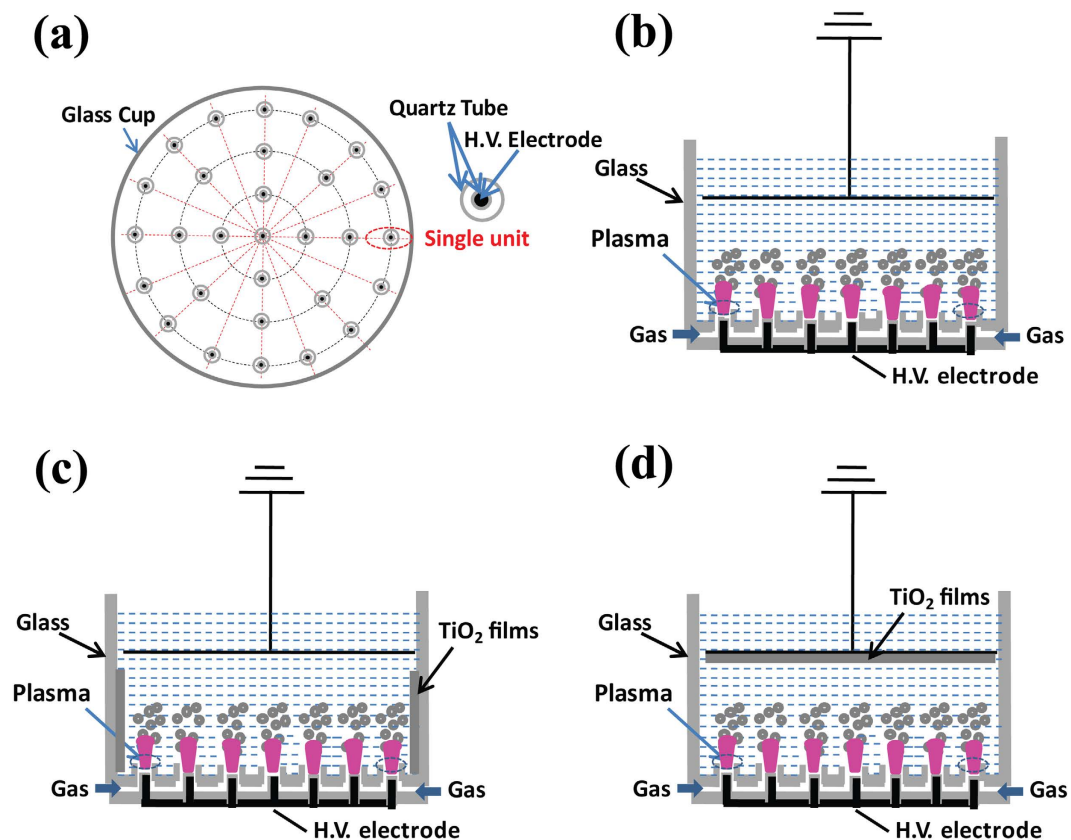 (a)
Glass Cup
Quartz Tube
H.V. Electrode
Single unit
(b)
Glass
Plasma
Gas
Gas
H.V. electrode
(c)
Glass
TiO₂ films
Plasma
Gas
Gas
H.V. electrode
(d)
TiO₂ films
Glass
Plasma
Gas
Gas
H.V. electrode